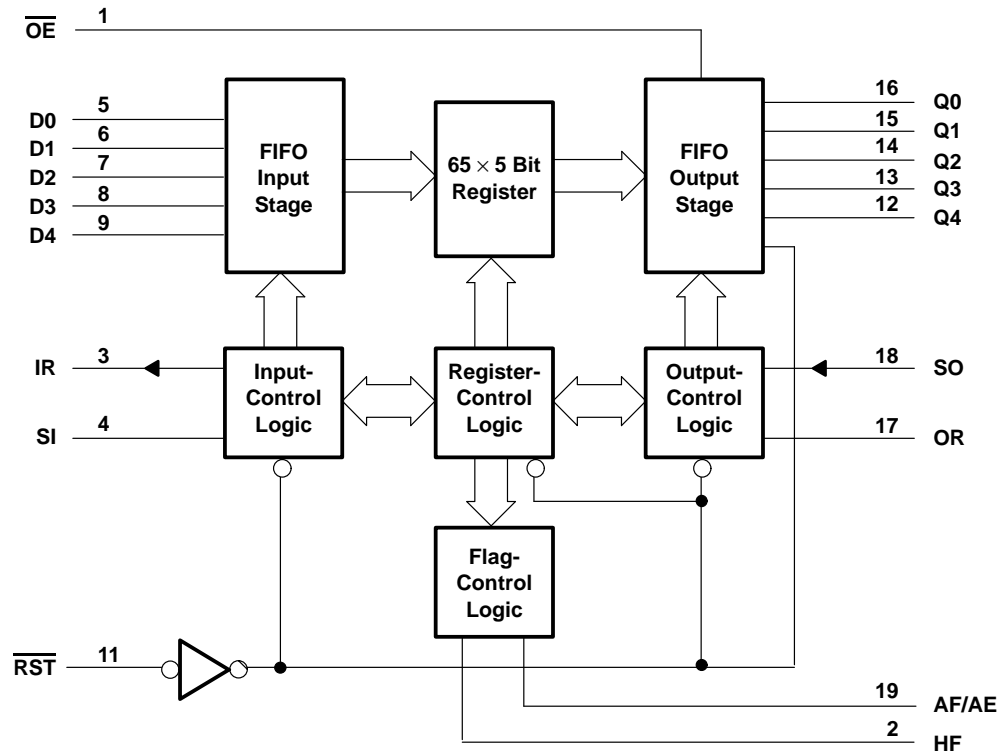 OE 1
D0 5
D1 6
D2 7
D3 8
D4 9
FIFO
Input
Stage
65 × 5 Bit
Register
FIFO
Output
Stage
16 Q0
15 Q1
14 Q2
13 Q3
12 Q4
IR 3
SI 4
Input-
Control
Logic
Register-
Control
Logic
Output-
Control
Logic
18 SO
17 OR
Flag-
Control
Logic
RST 11
19 AF/AE
2 HF